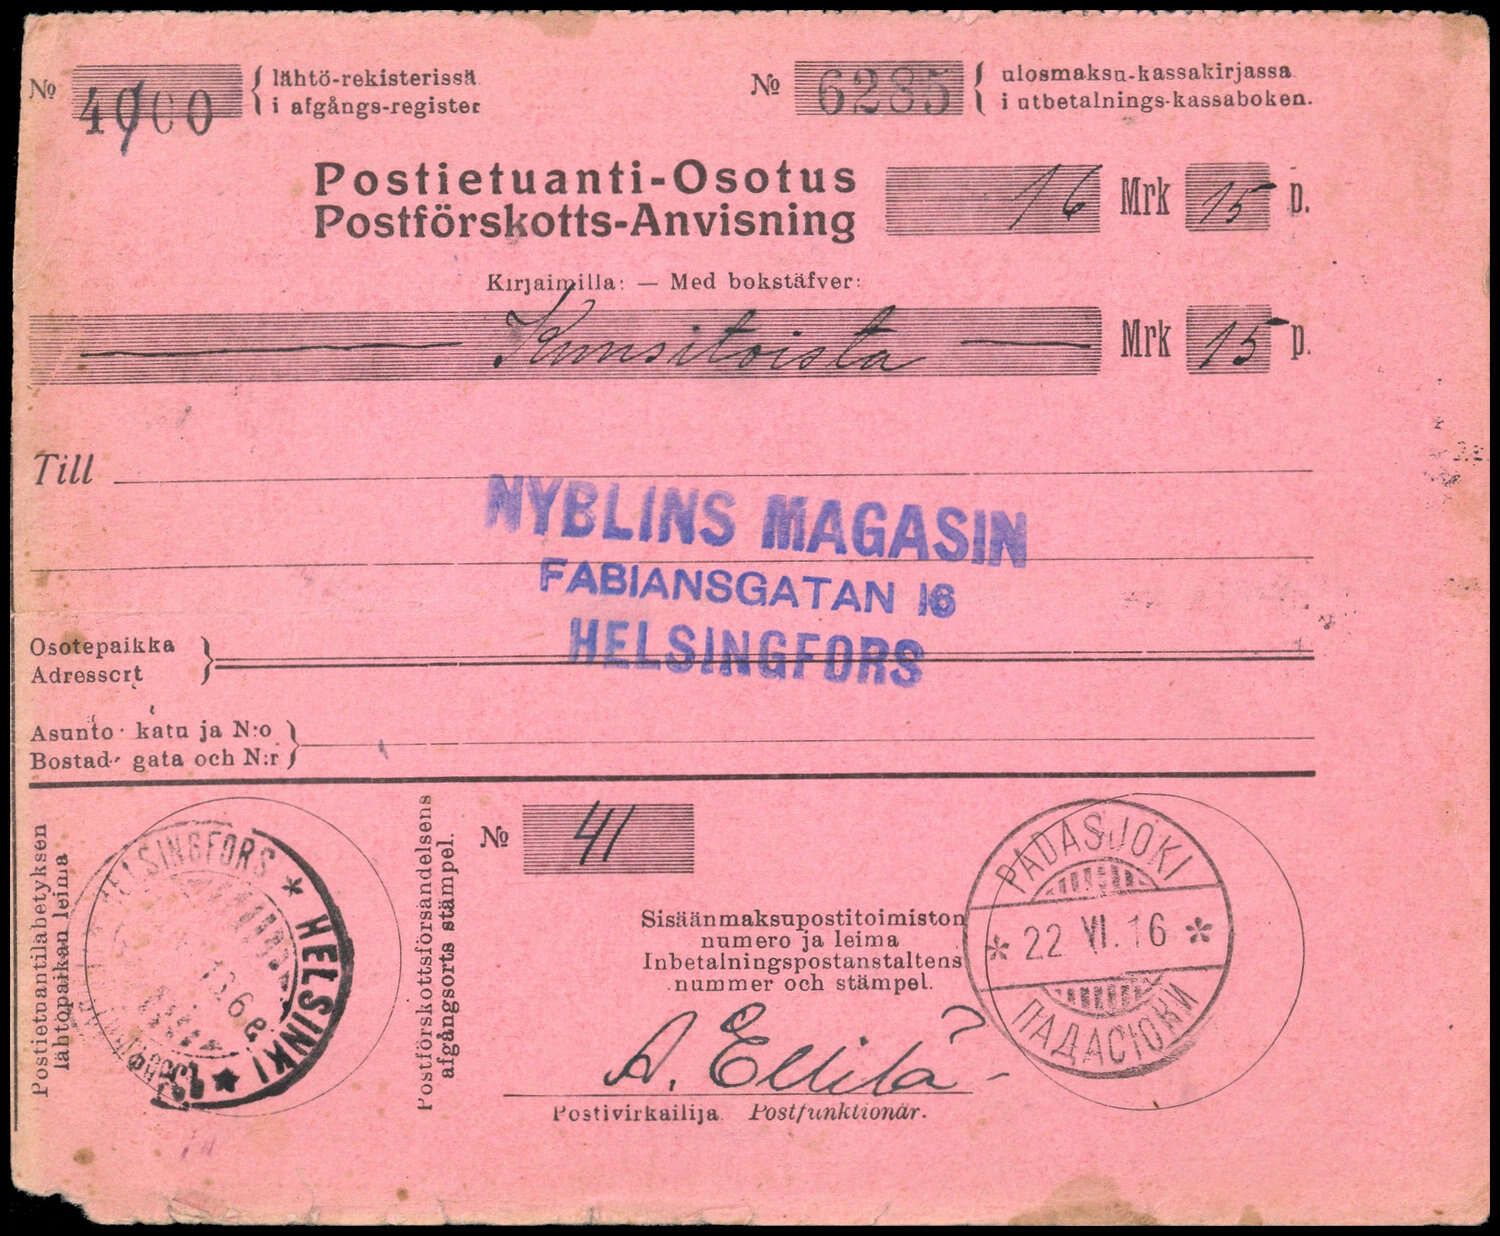 № 4000 lähtö-rekisterissä
i afgångs-register
№ 6285 ulosmaksu-kassakirjassa
i utbetalnings-kassaboken.
Postietuanti-Osotus
Postförskotts-Anvisning
16 Mrk 15 p.
Kirjaimilla: — Med bokstäfver:
Kuusitoista Mrk 15 p.
Till
NYBLINS MAGASIN
FABIANSGATAN 16
HELSINGFORS
Osotepaikka
Adressort
Asunto katu ja N:o
Bostad gata och N:r
Postietuantilähetyksen
lähtöpaikan leima
HELSINGFORS * HELSINKI *
Postförskottsförsändelsens
afgångsorts stämpel.
№ 41
Sisäänmaksupostitoimiston
numero ja leima
Inbetalningspostanstaltens
nummer och stämpel.
PADASJOKI
* 22 VI.16 *
ПАДАСІОКИ
A. Ellilä
Postivirkailija. Postfunktionär.